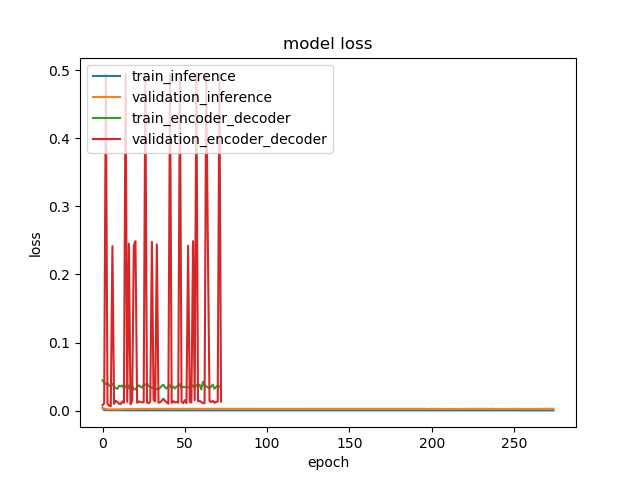 model loss
train_inference
validation_inference
train_encoder_decoder
validation_encoder_decoder
0.5
0.4
0.3
0.2
0.1
0.0
loss
0 50 100 150 200 250
epoch